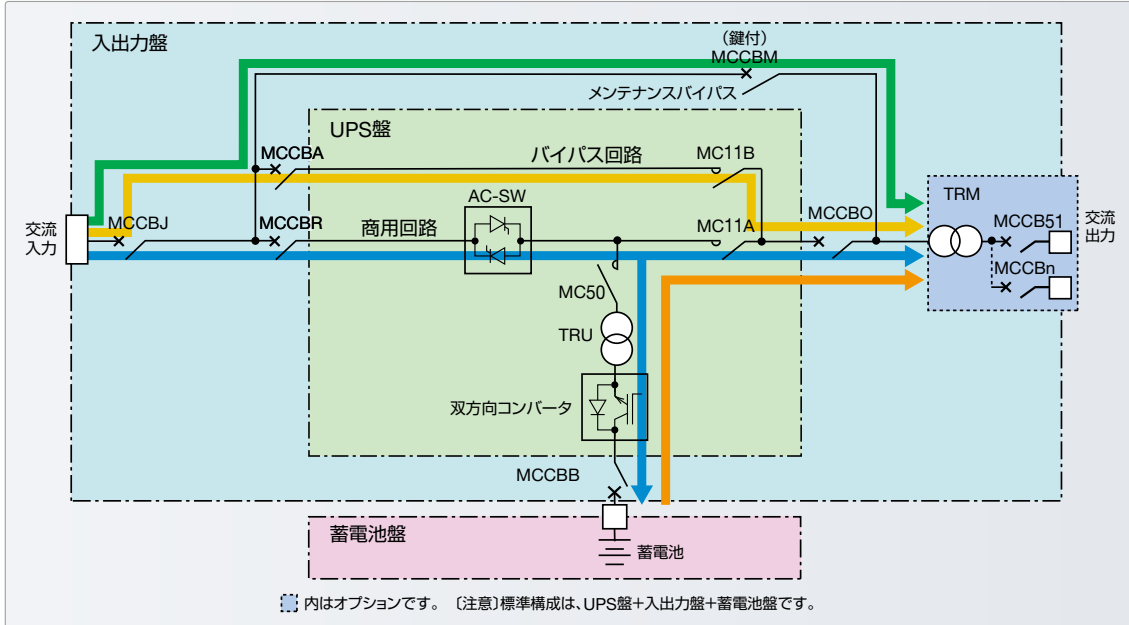 入出力盤
（鍵付）
MCCBM
メンテナンスバイパス
UPS盤
MCCBA
バイパス回路
MC11B
AC-SW
TRM
交流
入力
MCCBJ
MCCBR
商用回路
MC11A
MCCBO
MCCB51
交流
出力
MCCBn
MC50
TRU
双方向コンバータ
MCCBB
蓄電池盤
蓄電池
内はオプションです。〔注意〕標準構成は、UPS盤+入出力盤+蓄電池盤です。